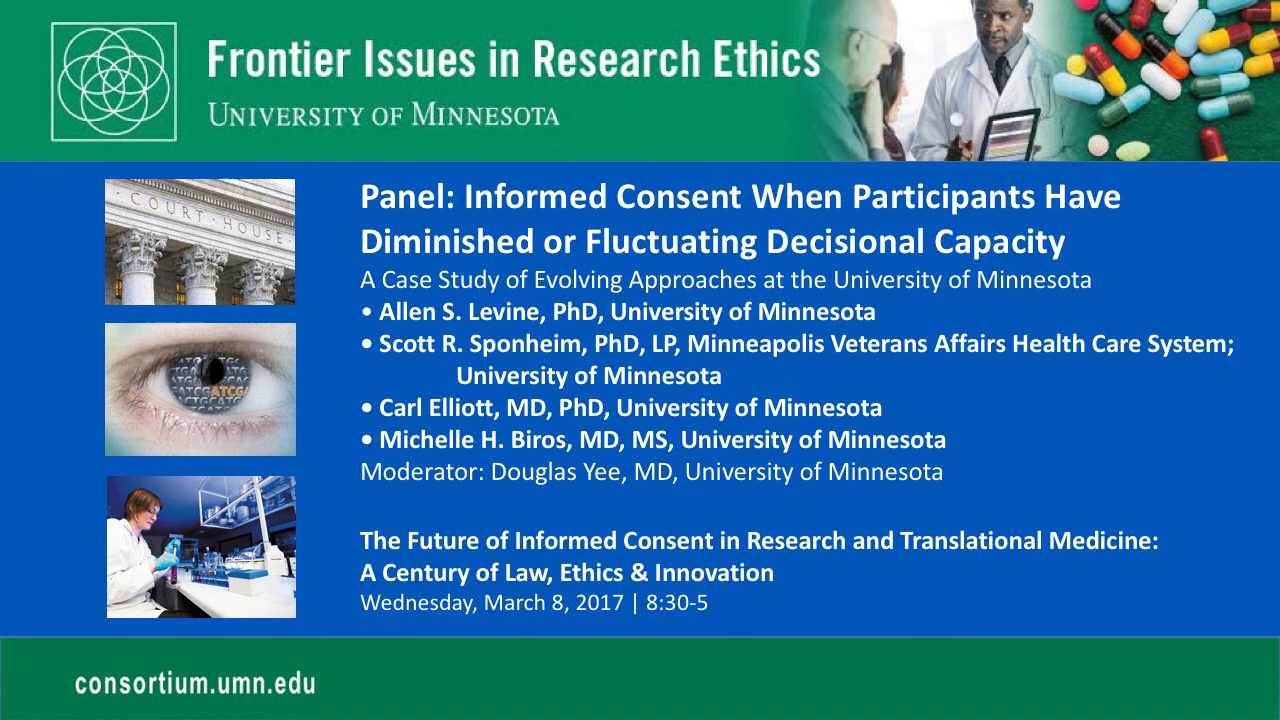 Frontier Issues in Research Ethics
UNIVERSITY OF MINNESOTA
COURT·HOUSE
ATCGATCG
Panel: Informed Consent When Participants Have
Diminished or Fluctuating Decisional Capacity
A Case Study of Evolving Approaches at the University of Minnesota
• Allen S. Levine, PhD, University of Minnesota
• Scott R. Sponheim, PhD, LP, Minneapolis Veterans Affairs Health Care System;
University of Minnesota
• Carl Elliott, MD, PhD, University of Minnesota
• Michelle H. Biros, MD, MS, University of Minnesota
Moderator: Douglas Yee, MD, University of Minnesota
The Future of Informed Consent in Research and Translational Medicine:
A Century of Law, Ethics & Innovation
Wednesday, March 8, 2017 | 8:30-5
consortium.umn.edu